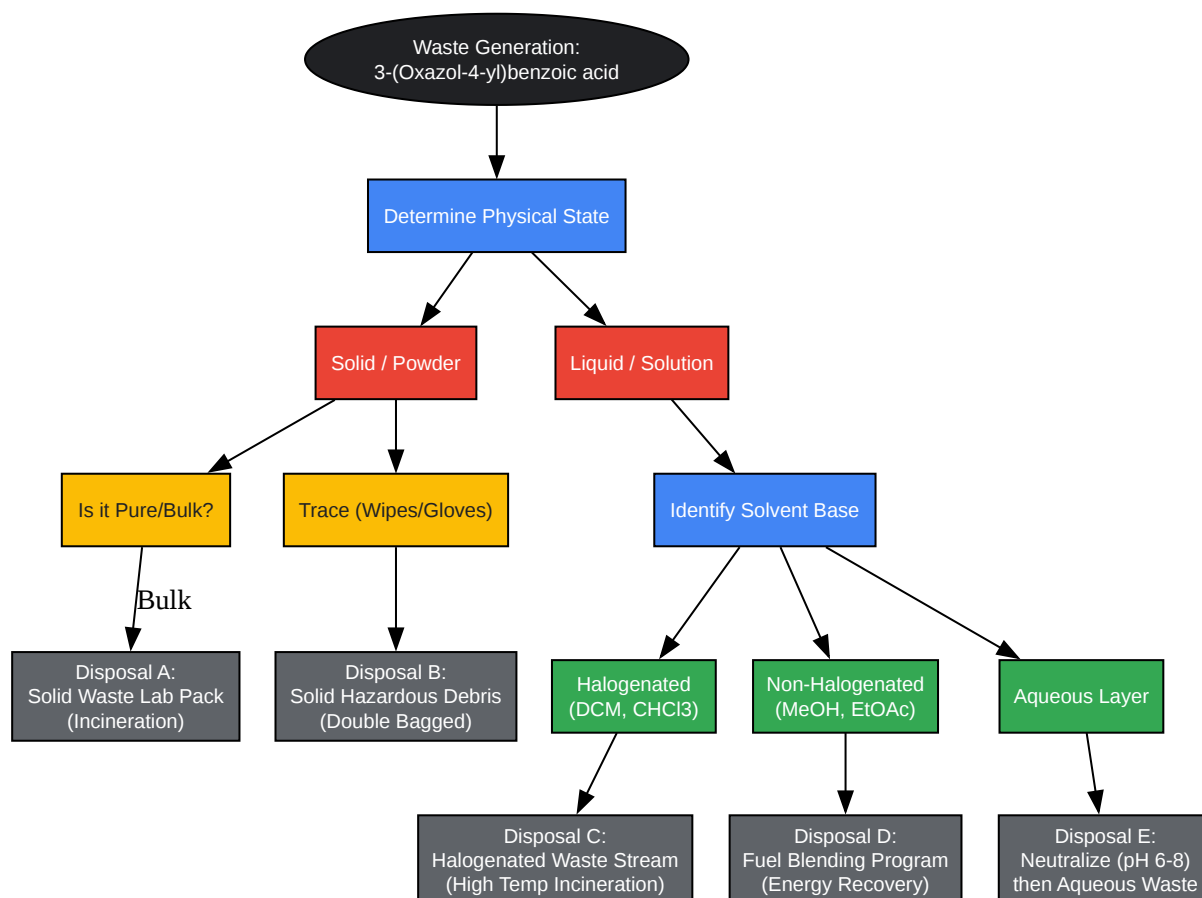 Waste Generation:
3-(Oxazol-4-yl)benzoic acid
Determine Physical State
Solid / Powder
Liquid / Solution
Is it Pure/Bulk?
Trace (Wipes/Gloves)
Identify Solvent Base
Bulk
Disposal A:
Solid Waste Lab Pack
(Incineration)
Disposal B:
Solid Hazardous Debris
(Double Bagged)
Halogenated
(DCM, CHCl3)
Non-Halogenated
(MeOH, EtOAc)
Aqueous Layer
Disposal C:
Halogenated Waste Stream
(High Temp Incineration)
Disposal D:
Fuel Blending Program
(Energy Recovery)
Disposal E:
Neutralize (pH 6-8)
then Aqueous Waste